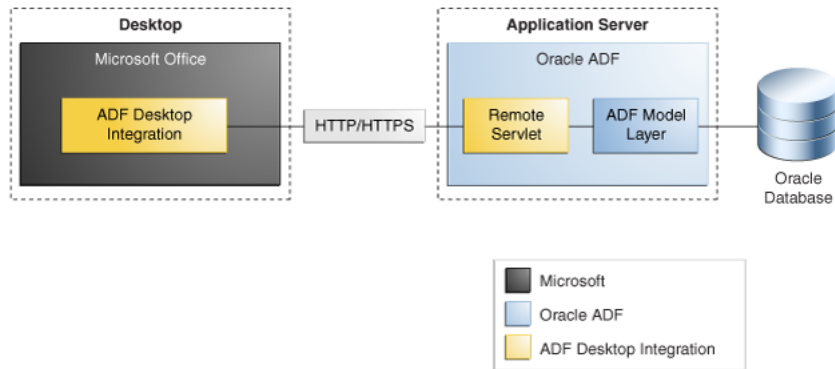 Desktop
Microsoft Office
ADF Desktop
Integration
HTTP/HTTPS
Application Server
Oracle ADF
Remote
Servlet
ADF Model
Layer
Oracle
Database
Microsoft
Oracle ADF
ADF Desktop Integration